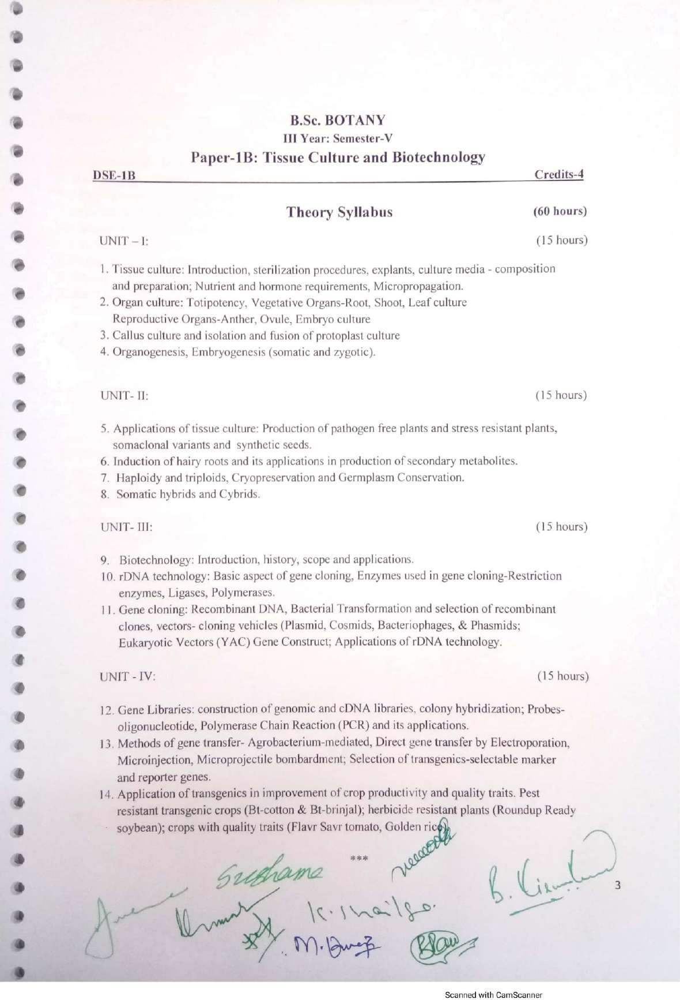 B.Sc. BOTANY
III Year: Semester-V
Paper-1B: Tissue Culture and Biotechnology
DSE-1B Credits-4
Theory Syllabus (60 hours)
UNIT – I: (15 hours)
1. Tissue culture: Introduction, sterilization procedures, explants, culture media - composition
and preparation; Nutrient and hormone requirements, Micropropagation.
2. Organ culture: Totipotency, Vegetative Organs-Root, Shoot, Leaf culture
Reproductive Organs-Anther, Ovule, Embryo culture
3. Callus culture and isolation and fusion of protoplast culture
4. Organogenesis, Embryogenesis (somatic and zygotic).
UNIT- II: (15 hours)
5. Applications of tissue culture: Production of pathogen free plants and stress resistant plants,
somaclonal variants and synthetic seeds.
6. Induction of hairy roots and its applications in production of secondary metabolites.
7. Haploidy and triploids, Cryopreservation and Germplasm Conservation.
8. Somatic hybrids and Cybrids.
UNIT- III: (15 hours)
9. Biotechnology: Introduction, history, scope and applications.
10. rDNA technology: Basic aspect of gene cloning, Enzymes used in gene cloning-Restriction
enzymes, Ligases, Polymerases.
11. Gene cloning: Recombinant DNA, Bacterial Transformation and selection of recombinant
clones, vectors- cloning vehicles (Plasmid, Cosmids, Bacteriophages, & Phasmids;
Eukaryotic Vectors (YAC) Gene Construct; Applications of rDNA technology.
UNIT - IV: (15 hours)
12. Gene Libraries: construction of genomic and cDNA libraries, colony hybridization; Probes-
oligonucleotide, Polymerase Chain Reaction (PCR) and its applications.
13. Methods of gene transfer- Agrobacterium-mediated, Direct gene transfer by Electroporation,
Microinjection, Microprojectile bombardment; Selection of transgenics-selectable marker
and reporter genes.
14. Application of transgenics in improvement of crop productivity and quality traits. Pest
resistant transgenic crops (Bt-cotton & Bt-brinjal); herbicide resistant plants (Roundup Ready
soybean); crops with quality traits (Flavr Savr tomato, Golden rice)
***
3
Scanned with CamScanner